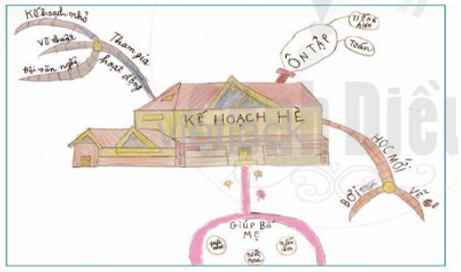 Kế hoạch nhỏ
Vẽ thuật
Đội văn nghệ
Tham gia
hoạt động
TIẾNG
ANH
Toán
ÔN TẬP
KẾ HOẠCH HÈ
HỌC MỚI
BƠI
VẼ
GIÚP BỐ
MẸ